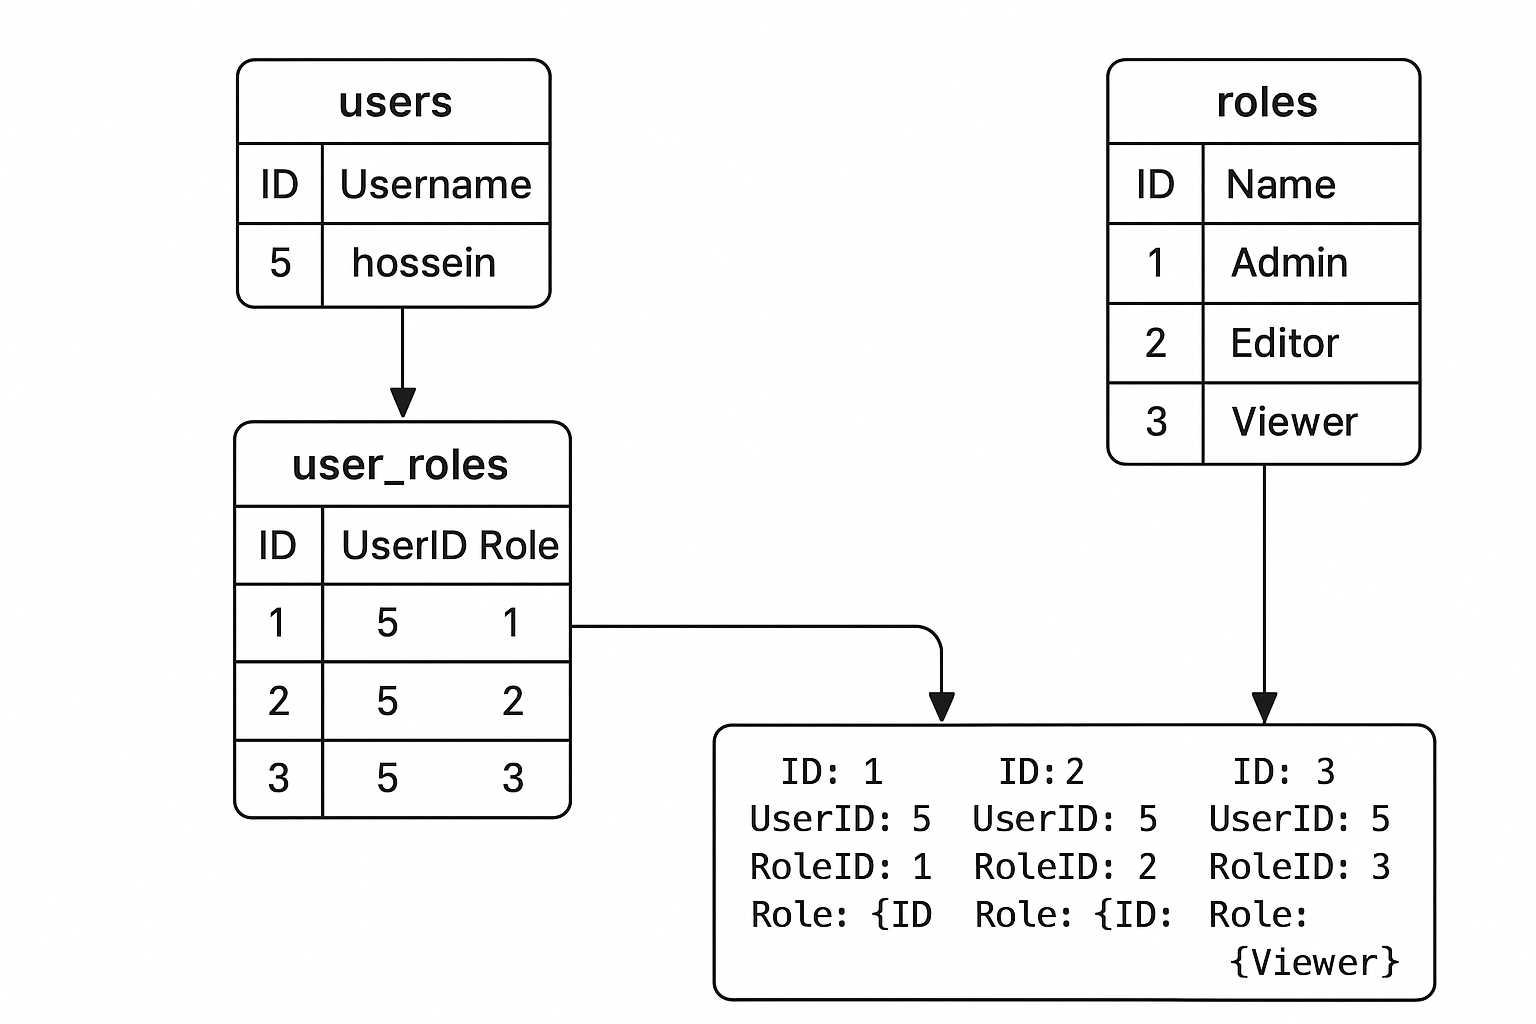 users
ID Username
5 hossein
user_roles
ID UserID Role
1 5 1
2 5 2
3 5 3
roles
ID Name
1 Admin
2 Editor
3 Viewer
ID: 1 ID:2 ID: 3
UserID: 5 UserID: 5 UserID: 5
RoleID: 1 RoleID: 2 RoleID: 3
Role: {ID Role: {ID: Role:
{Viewer}